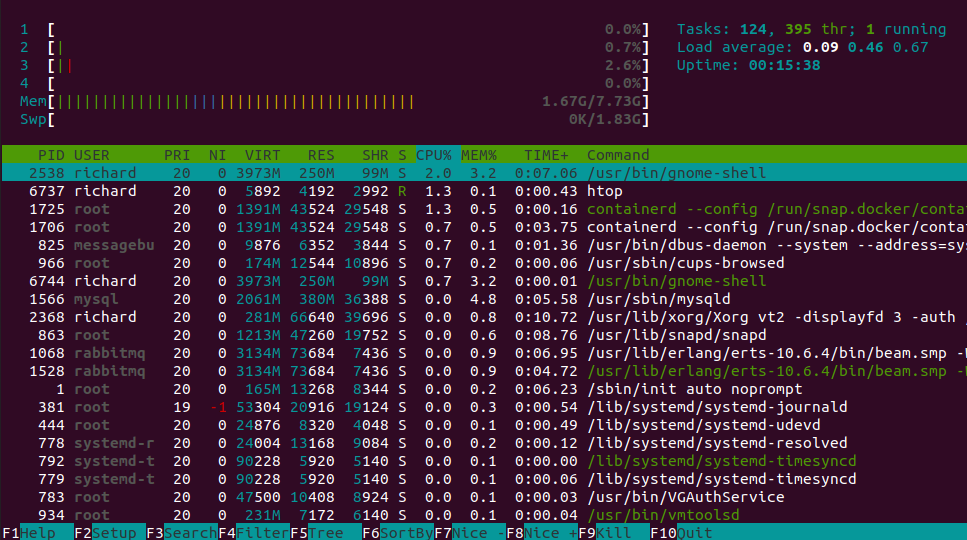 1 [ 0.0%] Tasks: 124, 395 thr; 1 running
2 [| 0.7%] Load average: 0.09 0.46 0.67
3 [|| 2.6%] Uptime: 00:15:38
4 [ 0.0%]
Mem[|||||||||||||||||||||||||||||||||||||||| 1.67G/7.73G]
Swp[ 0K/1.83G]
PID USER PRI NI VIRT RES SHR S CPU% MEM% TIME+ Command
2538 richard 20 0 3973M 250M 99M S 2.0 3.2 0:07.06 /usr/bin/gnome-shell
6737 richard 20 0 5892 4192 2992 R 1.3 0.1 0:00.43 htop
1725 root 20 0 1391M 43524 29548 S 1.3 0.5 0:00.16 containerd --config /run/snap.docker/conta
1706 root 20 0 1391M 43524 29548 S 0.7 0.5 0:03.75 containerd --config /run/snap.docker/conta
825 messagebu 20 0 9876 6352 3844 S 0.7 0.1 0:01.36 /usr/bin/dbus-daemon --system --address=sy
966 root 20 0 174M 12544 10896 S 0.7 0.2 0:00.06 /usr/sbin/cups-browsed
6744 richard 20 0 3973M 250M 99M S 0.7 3.2 0:00.01 /usr/bin/gnome-shell
1566 mysql 20 0 2061M 380M 36388 S 0.0 4.8 0:05.58 /usr/sbin/mysqld
2368 richard 20 0 281M 66640 39696 S 0.0 0.8 0:10.72 /usr/lib/xorg/Xorg vt2 -displayfd 3 -auth /
863 root 20 0 1213M 47260 19752 S 0.0 0.6 0:08.76 /usr/lib/snapd/snapd
1068 rabbitmq 20 0 3134M 73684 7436 S 0.0 0.9 0:06.95 /usr/lib/erlang/erts-10.6.4/bin/beam.smp -
1528 rabbitmq 20 0 3134M 73684 7436 S 0.0 0.9 0:04.72 /usr/lib/erlang/erts-10.6.4/bin/beam.smp -
1 root 20 0 165M 13268 8344 S 0.0 0.2 0:06.23 /sbin/init auto noprompt
381 root 19 -1 53304 20916 19124 S 0.0 0.3 0:00.54 /lib/systemd/systemd-journald
444 root 20 0 24876 8320 4048 S 0.0 0.1 0:00.49 /lib/systemd/systemd-udevd
778 systemd-r 20 0 24004 13168 9084 S 0.0 0.2 0:00.12 /lib/systemd/systemd-resolved
792 systemd-t 20 0 90228 5920 5140 S 0.0 0.1 0:00.00 /lib/systemd/systemd-timesyncd
779 systemd-t 20 0 90228 5920 5140 S 0.0 0.1 0:00.06 /lib/systemd/systemd-timesyncd
783 root 20 0 47500 10408 8924 S 0.0 0.1 0:00.03 /usr/bin/VGAuthService
934 root 20 0 231M 7172 6140 S 0.0 0.1 0:00.04 /usr/bin/vmtoolsd
F1Help F2Setup F3SearchF4FilterF5Tree F6SortByF7Nice -F8Nice +F9Kill F10Quit